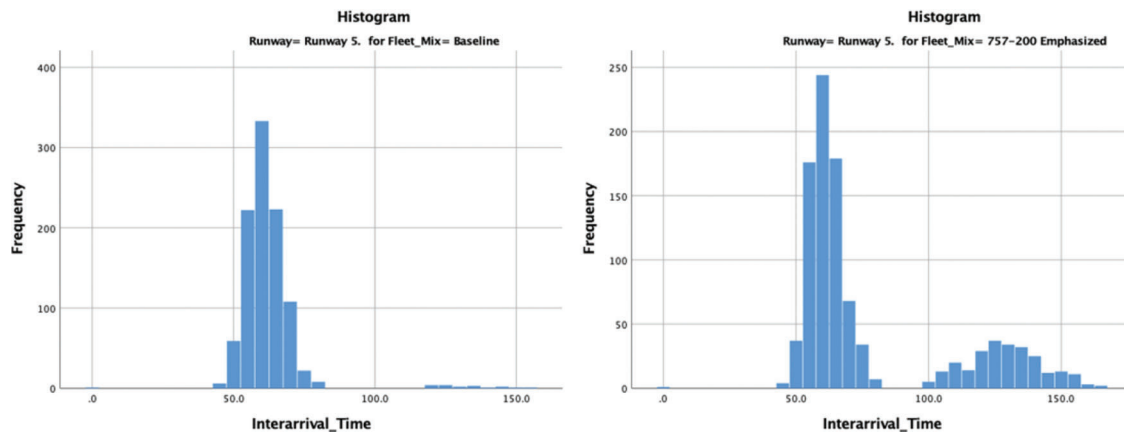 Histogram
Runway= Runway 5. for Fleet_Mix= Baseline
400
300
200
100
0
Frequency
.0 50.0 100.0 150.0
Interarrival_Time
Histogram
Runway= Runway 5. for Fleet_Mix= 757-200 Emphasized
250
200
150
100
50
0
Frequency
.0 50.0 100.0 150.0
Interarrival_Time